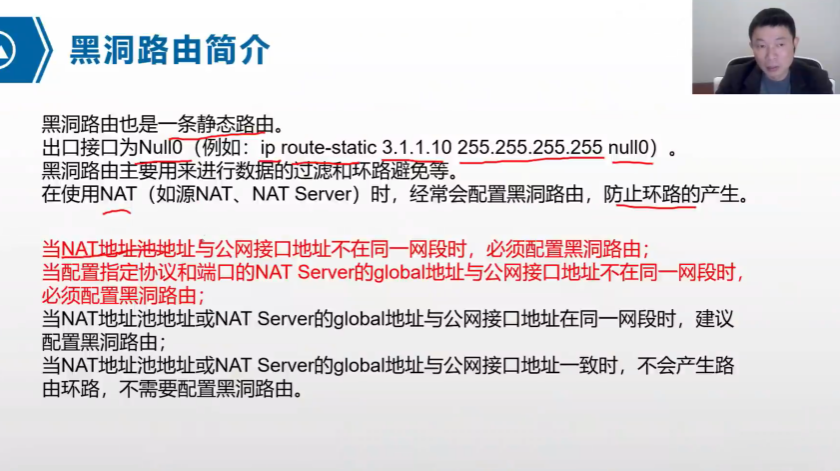 黑洞路由简介
黑洞路由也是一条静态路由。
出口接口为Null0（例如：ip route-static 3.1.1.10 255.255.255.255 null0）。
黑洞路由主要用来进行数据的过滤和环路避免等。
在使用NAT（如源NAT、NAT Server）时，经常会配置黑洞路由，防止环路的产生。
当NAT地址池地址与公网接口地址不在同一网段时，必须配置黑洞路由；
当配置指定协议和端口的NAT Server的global地址与公网接口地址不在同一网段时，
必须配置黑洞路由；
当NAT地址池地址或NAT Server的global地址与公网接口地址在同一网段时，建议
配置黑洞路由；
当NAT地址池地址或NAT Server的global地址与公网接口地址一致时，不会产生路
由环路，不需要配置黑洞路由。